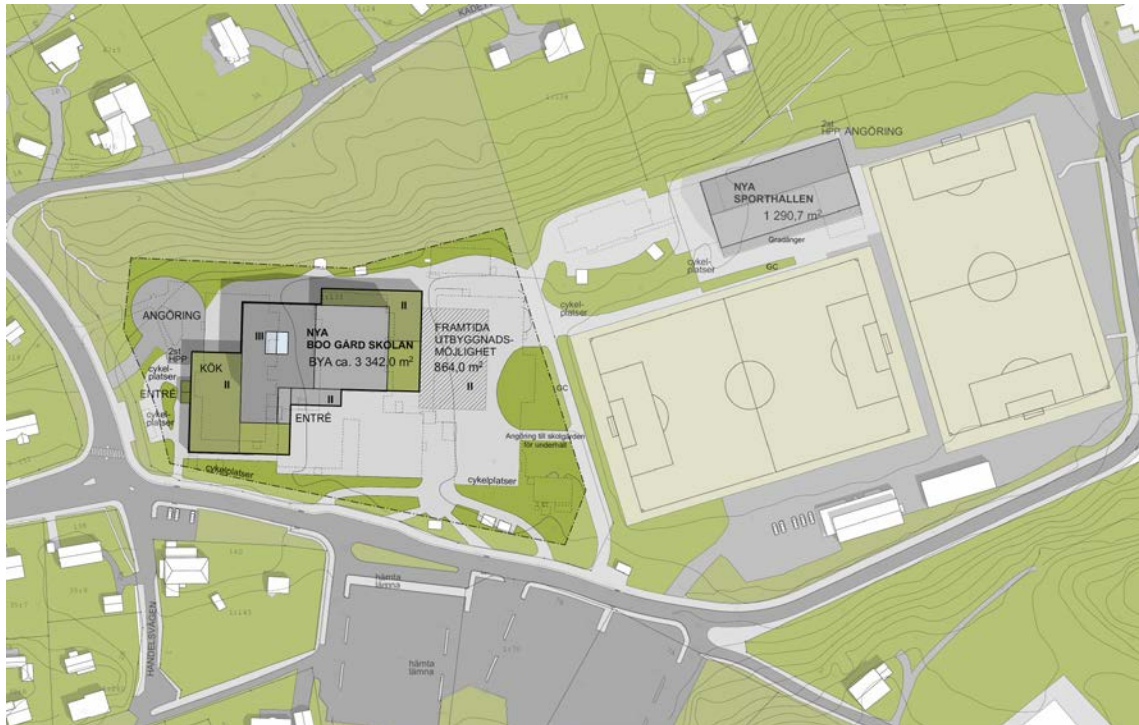 KADET
2st
HPP
ANGÖRING
NYA
SPORTHALLEN
1 290,7 m²
Gradänger
cykel-
platser
GC
cykel-
platser
ANGÖRING
III
NYA
BOO GÅRD SKOLAN
BYA ca. 3 342,0 m²
II
FRAMTIDA
UTBYGGNADS-
MÖJLIGHET
864,0 m²
II
2st
HPP
KÖK
II
cykel-
platser
ENTRÉ
cykel-
platser
II
ENTRÉ
GC
Angöring till skolgården
för underhåll
cykelplatser
cykelplatser
HANDELSVÄGEN
hämta
lämna
hämta
lämna